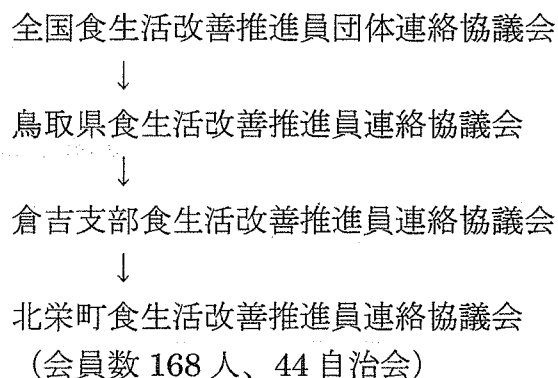 全国食生活改善推進員団体連絡協議会
↓
鳥取県食生活改善推進員連絡協議会
↓
倉吉支部食生活改善推進員連絡協議会
↓
北栄町食生活改善推進員連絡協議会
（会員数 168 人、44 自治会）